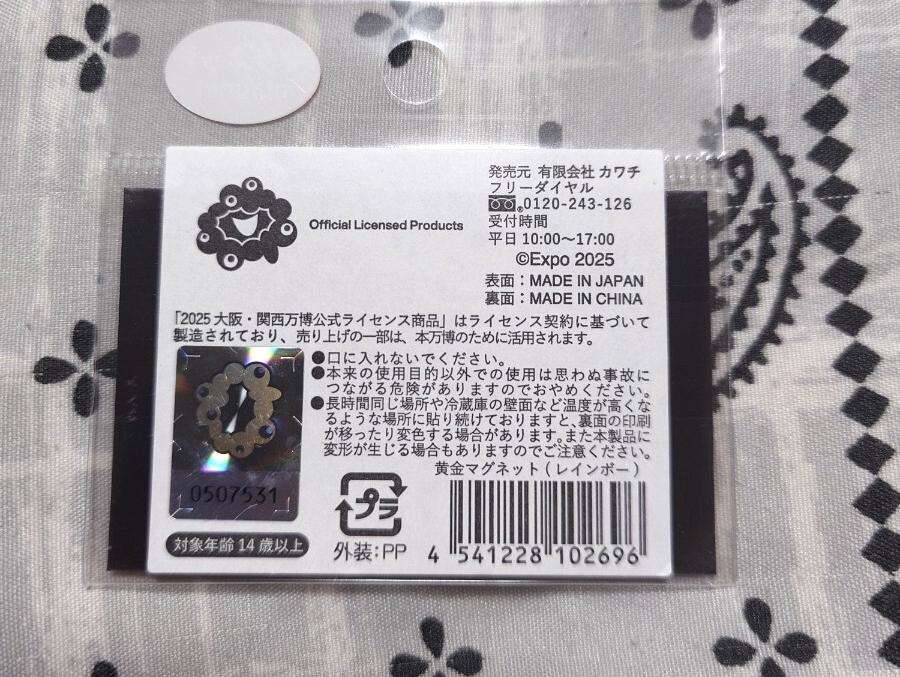 発売元 有限会社 カワチ
フリーダイヤル
0120-243-126
受付時間
平日 10:00〜17:00
©Expo 2025
表面：MADE IN JAPAN
裏面：MADE IN CHINA
Official Licensed Products
「2025 大阪・関西万博公式ライセンス商品」はライセンス契約に基づいて
製造されており、売り上げの一部は、本万博のために活用されます。
●口に入れないでください。
●本来の使用目的以外での使用は思わぬ事故に
つながる危険がありますのでおやめください。
●長時間同じ場所や冷蔵庫の壁面など温度が高くな
るような場所に貼り続けておりますと、裏面の印刷
が移ったり変色する場合があります。また本製品に
変形が生じる場合もありますのでご注意ください。
黄金マグネット（レインボー）
0507531
対象年齢 14 歳以上
プラ
外装：PP
4 541228 102696